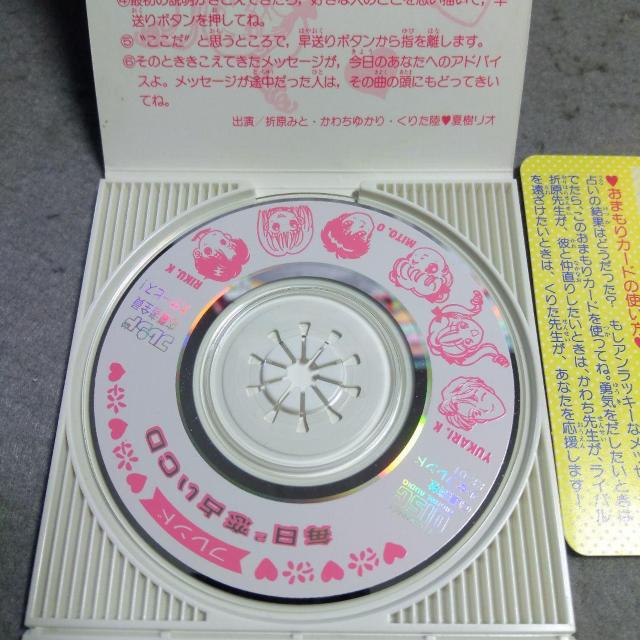 ④最初の説明がきこえてきたら、好きな人のことを思い描いて、早
送りボタンを押してね。
⑤“ここだ”と思うところで、早送りボタンから指を離します。
⑥そのときこえてきたメッセージが、今日のあなたへのアドバイ
スよ。メッセージが途中だった人は、その曲の頭にもどってきい
てね。
出演/折原みと・かわちゆかり・くりた陸♥夏樹リオ
RIKU. K
MITO. O
YUKARI. K
フレンド
毎日恋占いCD
♥おまもりカードの使い
占いの結果はどうだった? もしアンラッキーなメッ
てたら、このおまもりカードを使ってね。勇気をだしたいときは
折原先生が、彼と仲直りしたいときは、かわち先生が、ライバル
を遠ざけたいときは、くりた先生が、あなたを応援します!